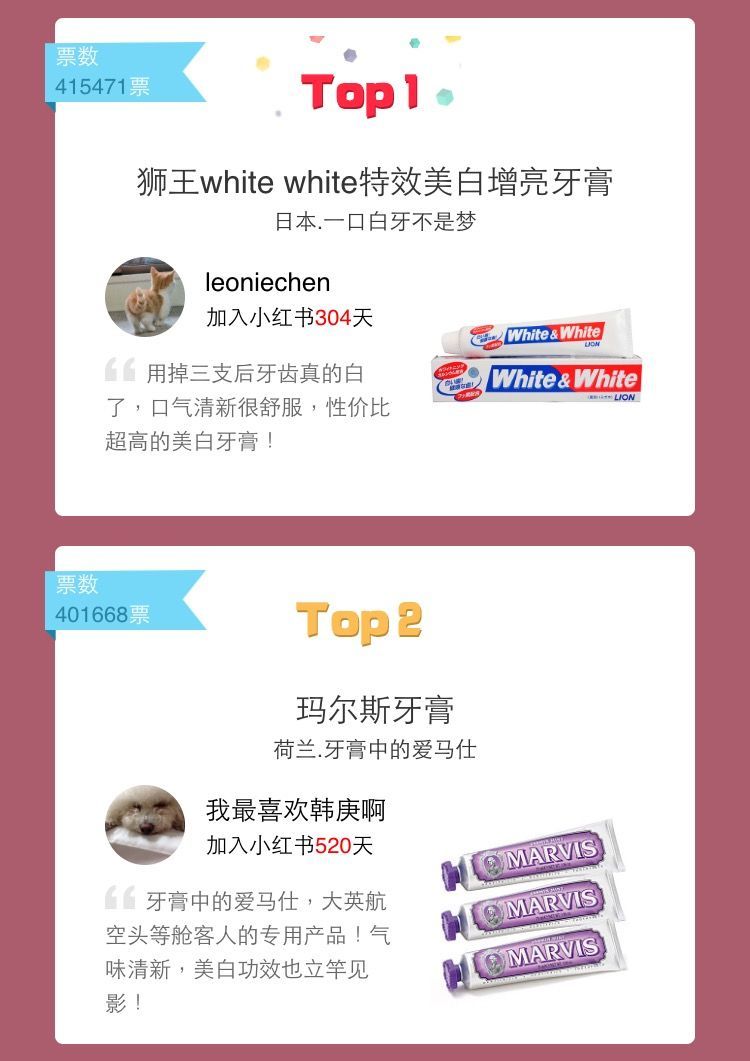 票数
415471票
Top 1
狮王white white特效美白增亮牙膏
日本.一口白牙不是梦
leoniechen
加入小红书304天
用掉三支后牙齿真的白
了，口气清新很舒服，性价比
超高的美白牙膏！
White & White
LION
White & White
LION
票数
401668票
Top 2
玛尔斯牙膏
荷兰.牙膏中的爱马仕
我最喜欢韩庚啊
加入小红书520天
牙膏中的爱马仕，大英航
空头等舱客人的专用产品！气
味清新，美白功效也立竿见
影！
MARVIS
MARVIS
MARVIS